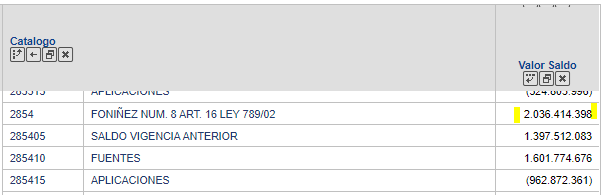 Catalogo
Valor Saldo
285315 APLICACIONES (524.805.996)
2854 FONIÑEZ NUM. 8 ART. 16 LEY 789/02 2.036.414.398
285405 SALDO VIGENCIA ANTERIOR 1.397.512.083
285410 FUENTES 1.601.774.676
285415 APLICACIONES (962.872.361)